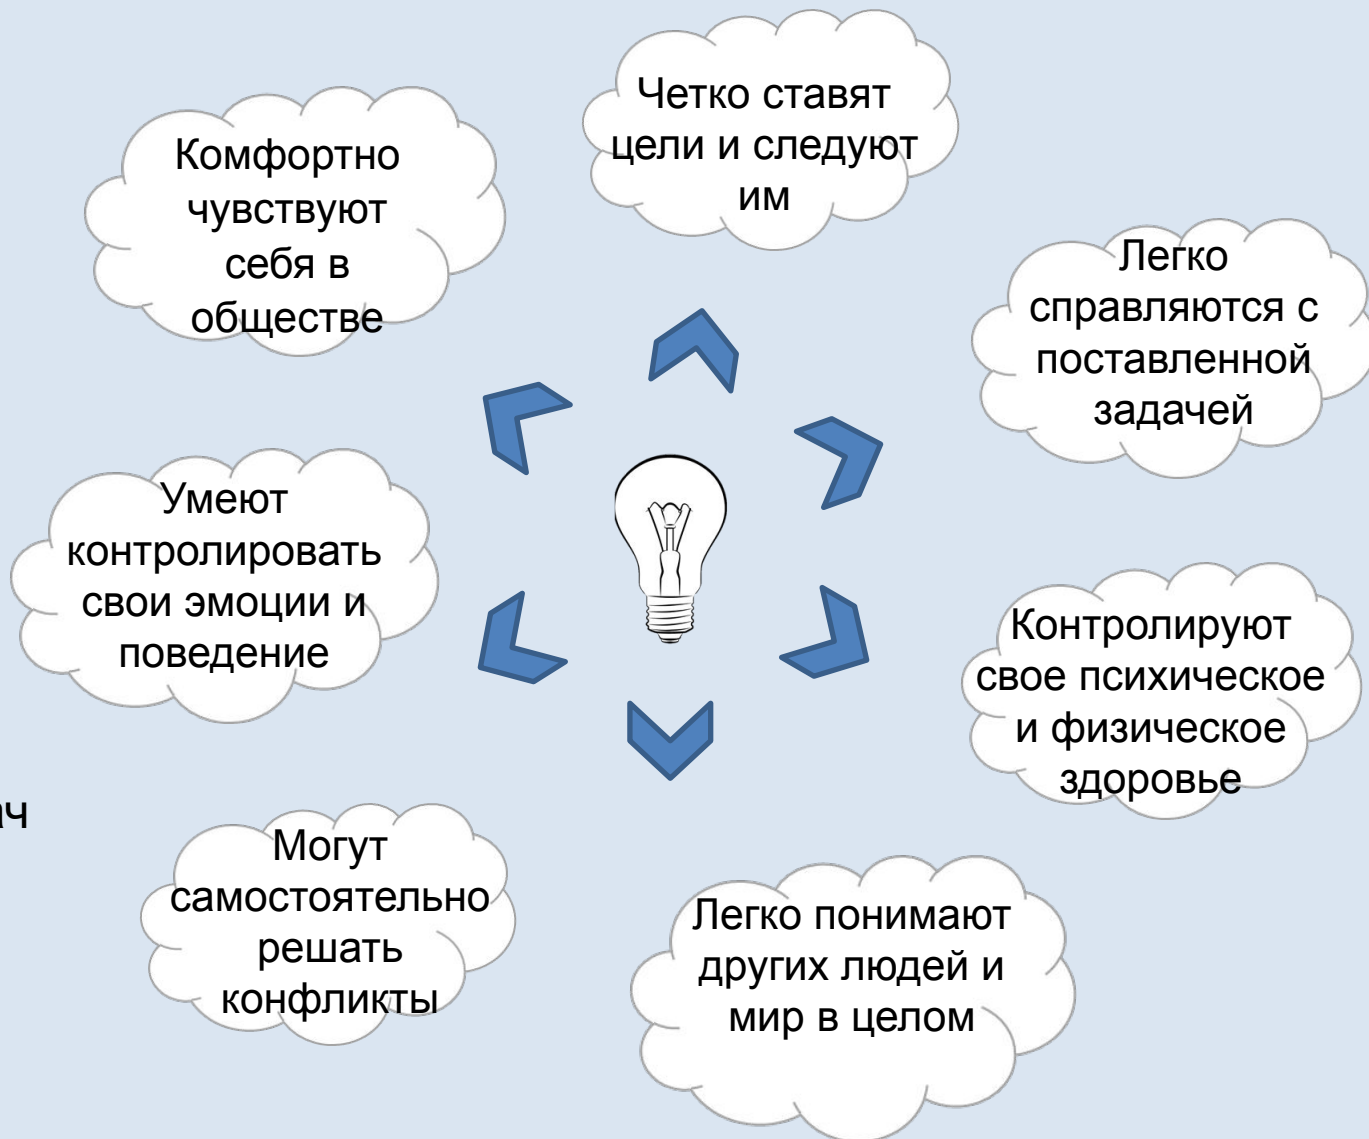 Четко ставят
цели и следуют
им
Комфортно
чувствуют
себя в
обществе
Легко
справляются с
поставленной
задачей
Умеют
контролировать
свои эмоции и
поведение
Контролируют
свое психическое
и физическое
здоровье
ач
Могут
самостоятельно
решать
конфликты
Легко понимают
других людей и
мир в целом